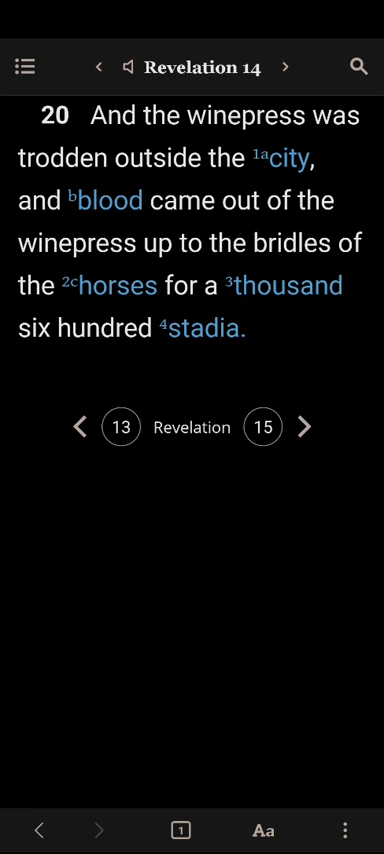 Revelation 14
20 And the winepress was
trodden outside the ¹ᵃcity,
and ᵇblood came out of the
winepress up to the bridles of
the ²ᶜhorses for a ³thousand
six hundred ⁴stadia.
13 Revelation 15
1 Aa